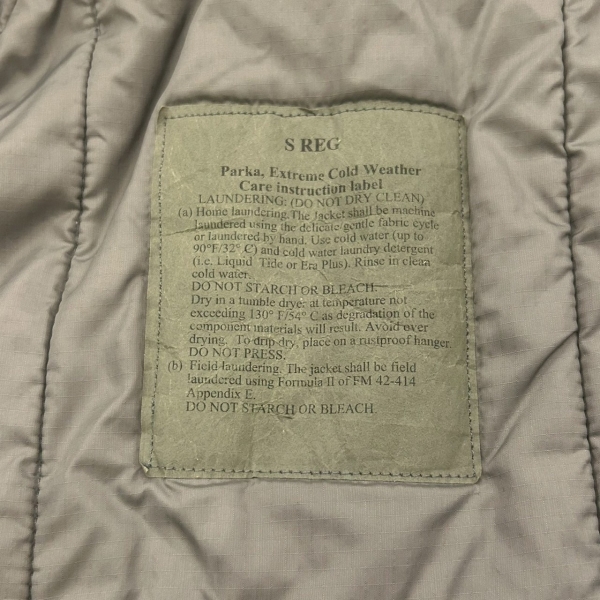 S REG
Parka, Extreme Cold Weather
Care instruction label
LAUNDERING: (DO NOT DRY CLEAN)
(a) Home laundering. The Jacket shall be machine
laundered using the delicate gentle fabric cycle
or laundered by hand. Use cold water (up to
90°F/32° C) and cold water laundry detergent
(i.e. Liquid Tide or Era Plus). Rinse in clean
cold water.
DO NOT STARCH OR BLEACH.
Dry in a tumble dryer at temperature not
exceeding 130° F/54° C as degradation of the
component materials will result. Avoid over
drying. To drip dry, place on a rustproof hanger.
DO NOT PRESS.
(b) Field laundering. The jacket shall be field
laundered using Formula II of FM 42-414
Appendix E.
DO NOT STARCH OR BLEACH